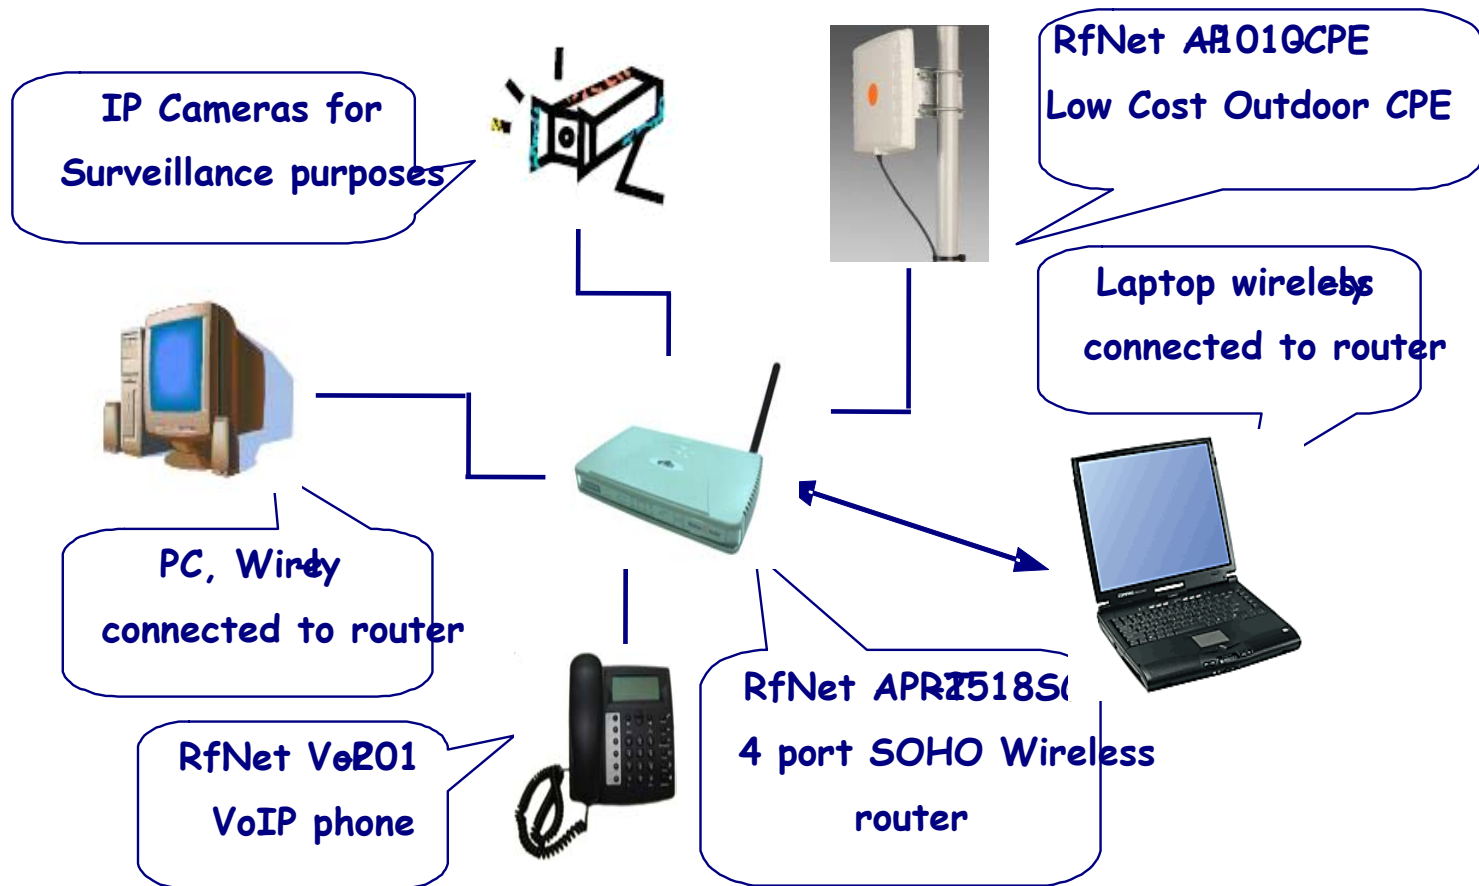 IP Cameras for
Surveillance purposes
RfNet
Low Cost Outdoor CPE
Laptop
connected to router
PC,
connected to router
RfNet
VoIP phone
RfNet
4 port SOHO Wireless
router